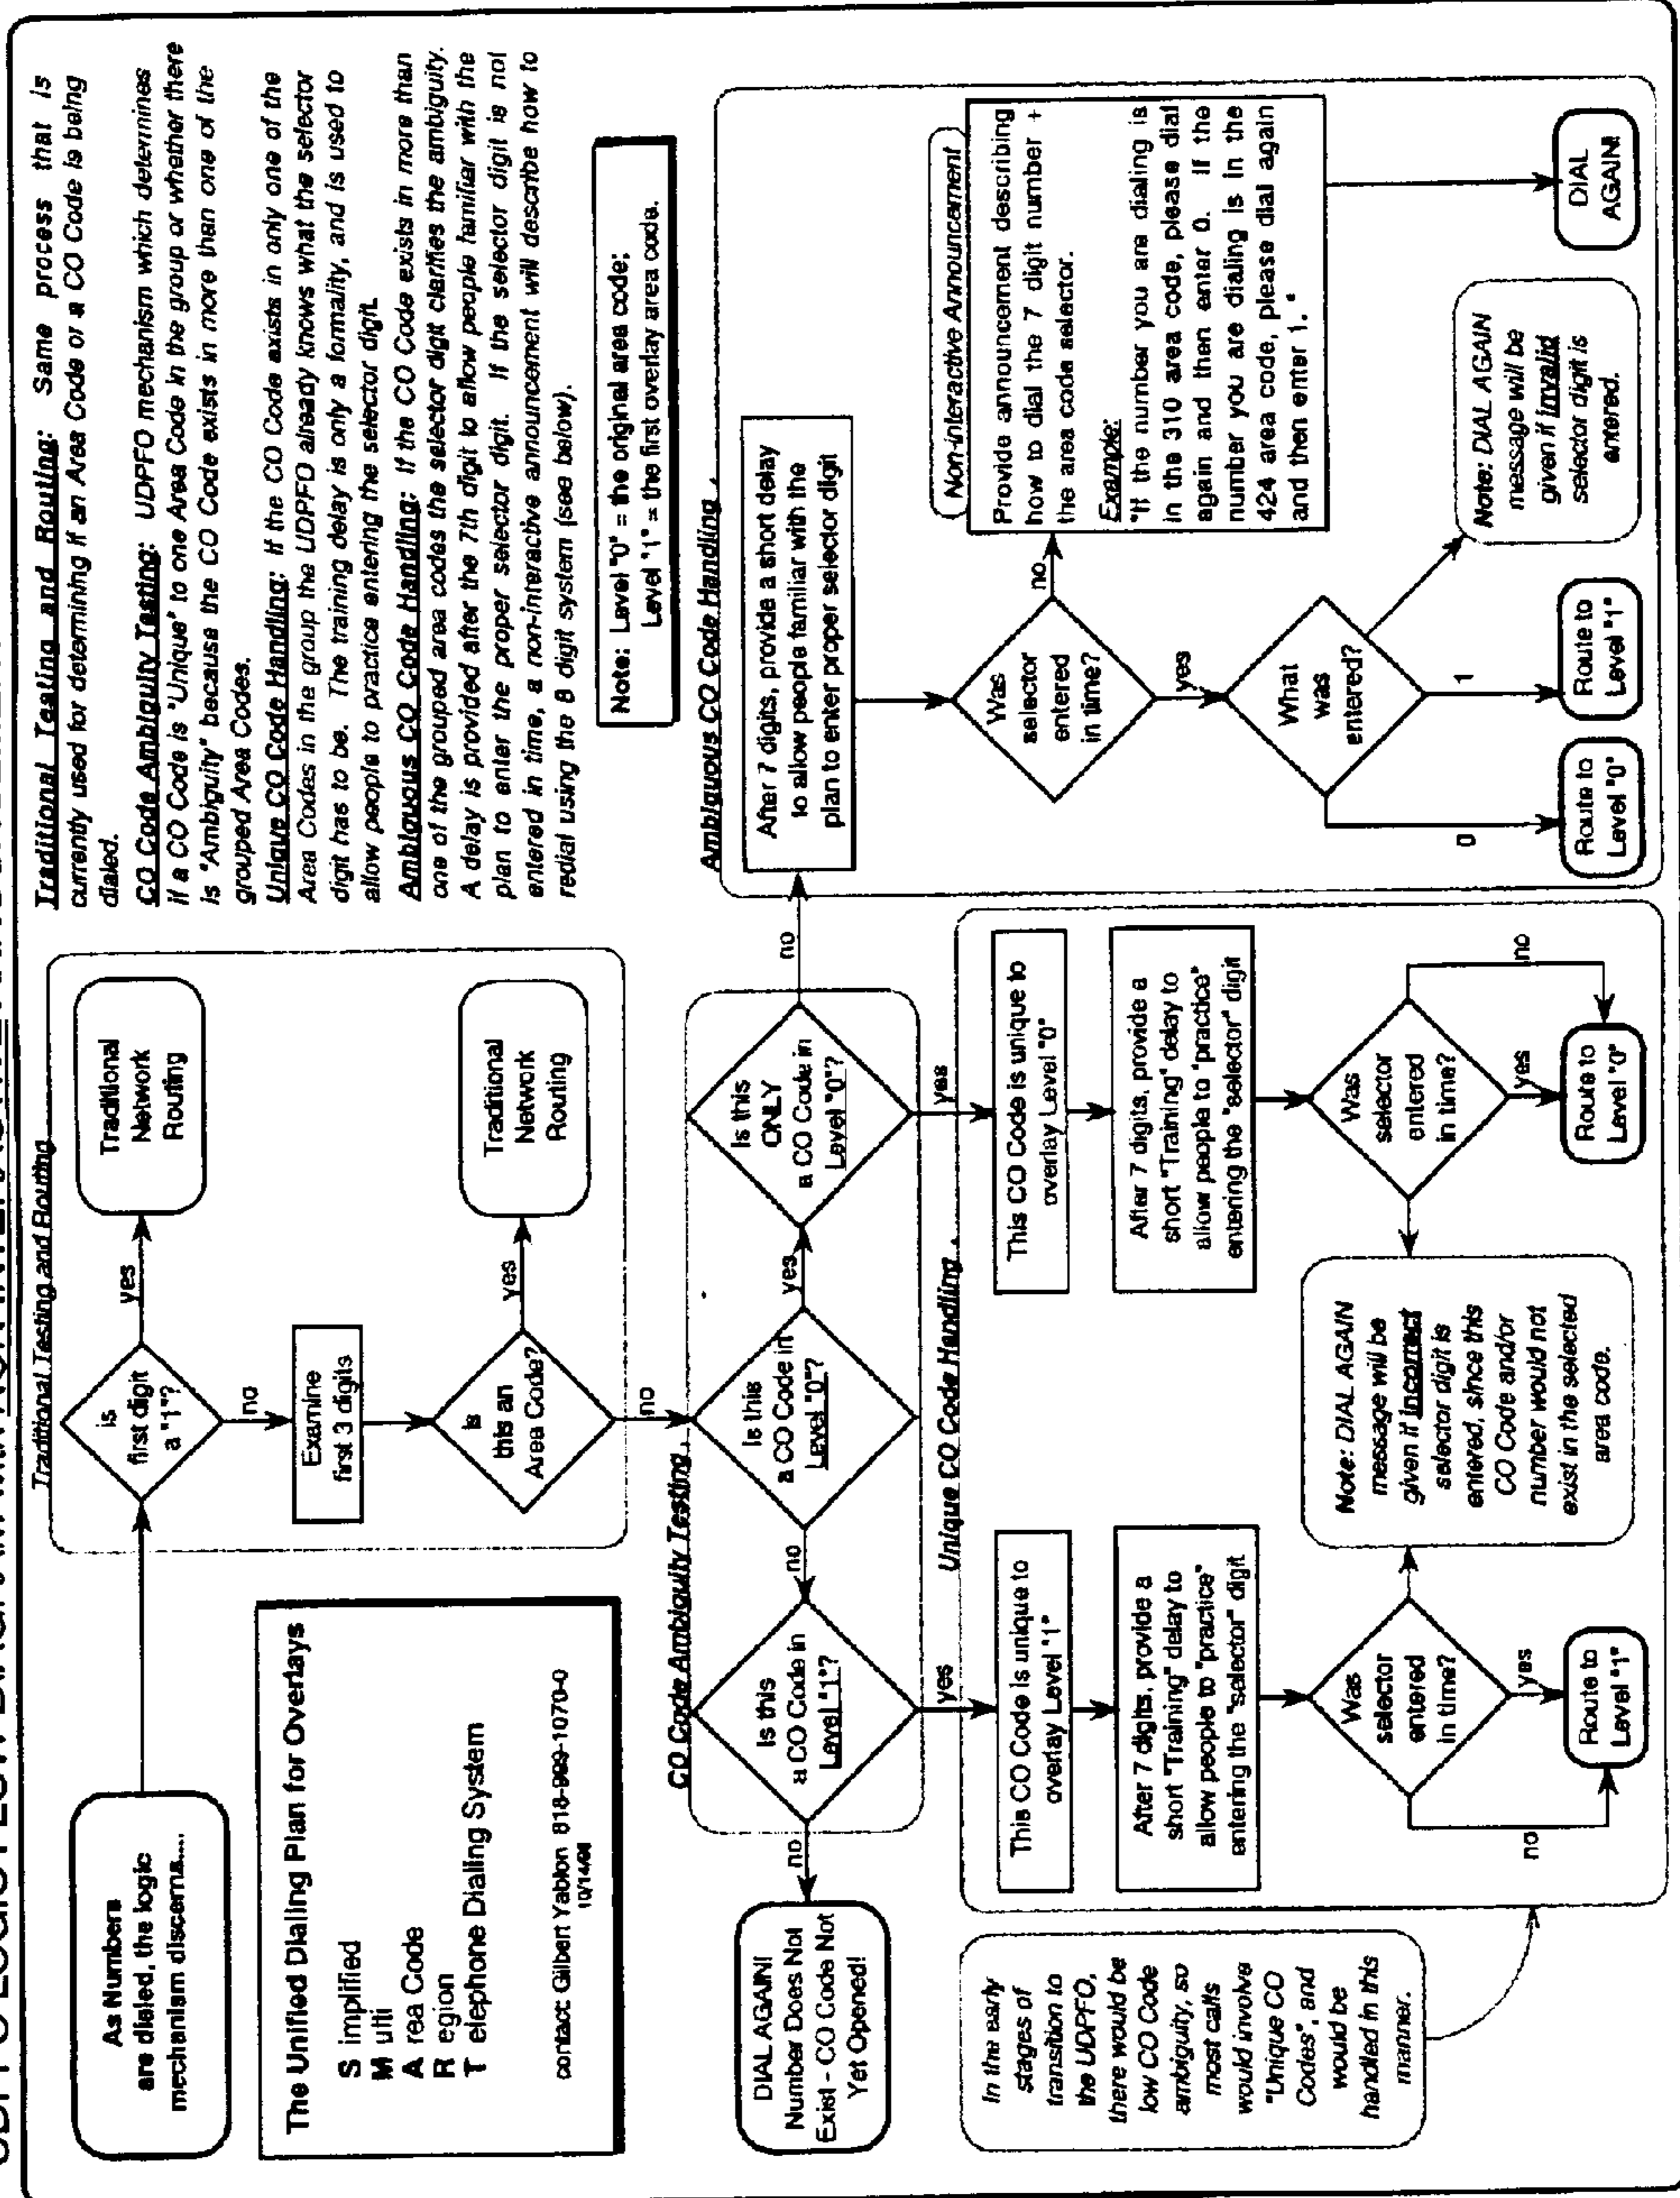 Traditional Testing and Routing
As Numbers
are dialed, the logic
mechanism discerns....
is
first digit
a "1"?
yes
Traditional
Network
Routing
no
Examine
first 3 digits
Is
this an
Area Code?
yes
Traditional
Network
Routing
no
The Unified Dialing Plan for Overlays
S implified
M ulti
A rea Code
R egion
T elephone Dialing System
contact Gilbert Yablon 818-999-1070-0
Traditional Testing and Routing: Same process that is
currently used for determining if an Area Code or a CO Code is being
dialed.
CO Code Ambiguity Testing: UDPFO mechanism which determines
if a CO Code is "Unique" to one Area Code in the group or whether there
is "Ambiguity" because the CO Code exists in more than one of the
grouped Area Codes.
Unique CO Code Handling: If the CO Code exists in only one of the
Area Codes in the group the UDPFO already knows what the selector
digit has to be. The training delay is only a formality, and is used to
allow people to practice entering the selector digit.
Ambiguous CO Code Handling: If the CO Code exists in more than
one of the grouped area codes the selector digit clarifies the ambiguity.
A delay is provided after the 7th digit to allow people familiar with the
plan to enter the proper selector digit. If the selector digit is not
entered in time, a non-interactive announcement will describe how to
redial using the 8 digit system (see below).
Note: Level "0" = the original area code;
Level "1" = the first overlay area code.
CO Code Ambiguity Testing
Is this
a CO Code in
Level "1"?
no
Is this
a CO Code in
Level "0"?
yes
Is this
ONLY
a CO Code in
Level "0"?
no
no
DIAL AGAIN!
Number Does Not
Exist - CO Code Not
Yet Opened!
yes
yes
Unique CO Code Handling
In the early
stages of
transition to
the UDPFO,
there would be
low CO Code
ambiguity, so
most calls
would involve
"Unique CO
Codes", and
would be
handled in this
manner.
This CO Code is unique to
overlay Level "1"
After 7 digits, provide a
short "Training" delay to
allow people to "practice"
entering the "selector" digit
Was
selector
entered
in time?
no
yes
Route to
Level "1"
Note: DIAL AGAIN
message will be
given if incorrect
selector digit is
entered, since this
CO Code and/or
number would not
exist in the selected
area code.
This CO Code is unique to
overlay Level "0"
After 7 digits, provide a
short "Training" delay to
allow people to "practice"
entering the "selector" digit
Was
selector
entered
in time?
no
yes
Route to
Level "0"
Ambiguous CO Code Handling
After 7 digits, provide a short delay
to allow people familiar with the
plan to enter proper selector digit
Was
selector
entered
in time?
no
yes
Non-interactive Announcement
Provide announcement describing
how to dial the 7 digit number +
the area code selector.
Example:
"If the number you are dialing is
in the 310 area code, please dial
again and then enter 0. If the
number you are dialing is in the
424 area code, please dial again
and then enter 1."
What
was
entered?
0
1
Route to
Level "0"
Route to
Level "1"
Note: DIAL AGAIN
message will be
given if invalid
selector digit is
entered.
DIAL
AGAIN!